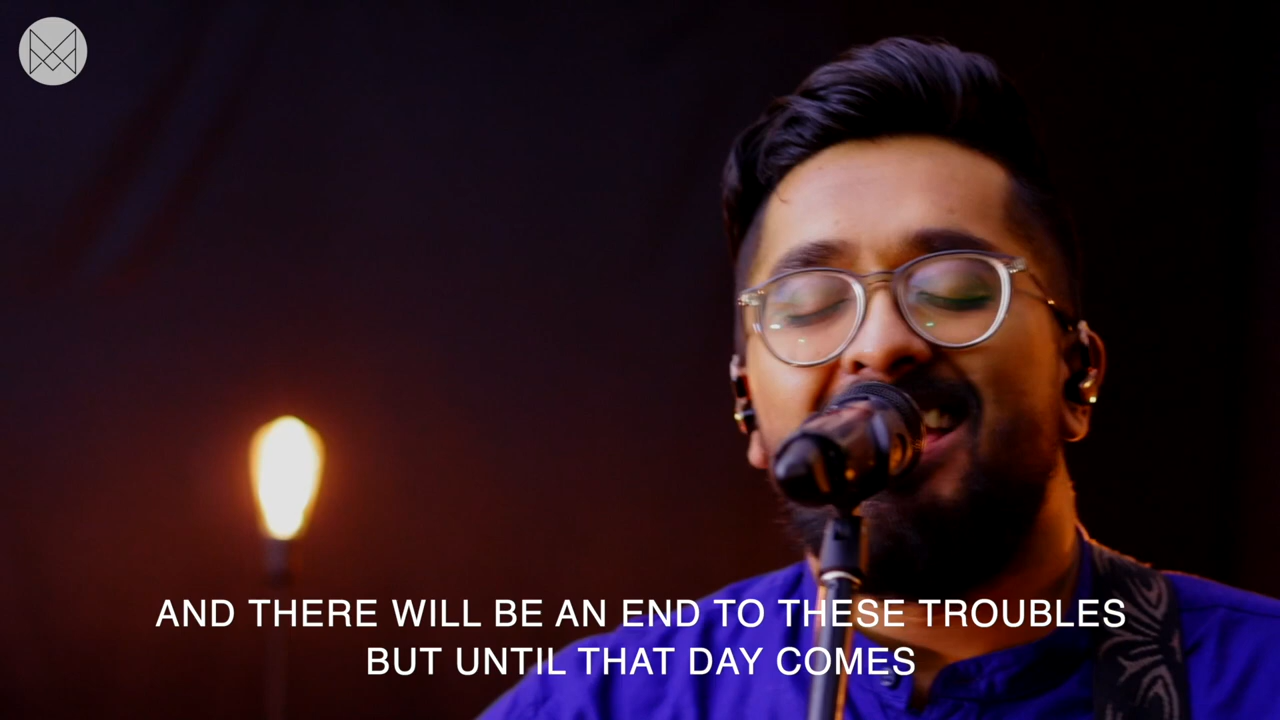 AND THERE WILL BE AN END TO THESE TROUBLES
BUT UNTIL THAT DAY COMES